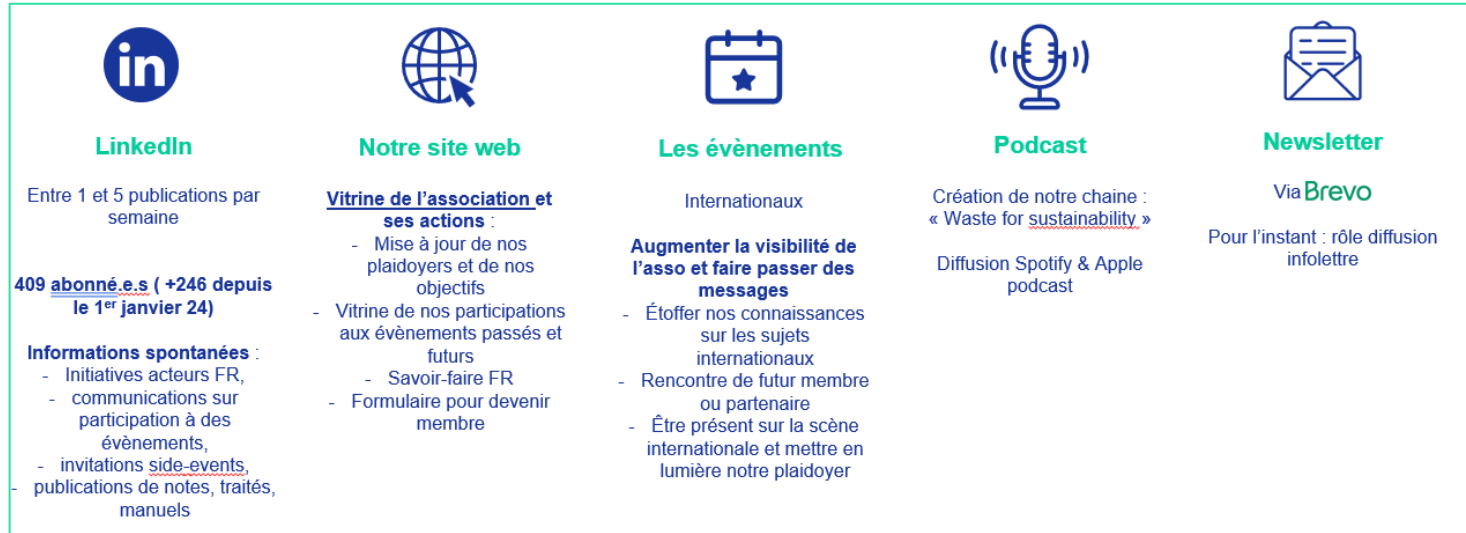 in
LinkedIn
Entre 1 et 5 publications par
semaine
409 abonné.e.s ( +246 depuis
le 1er janvier 24)
Informations spontanées :
- Initiatives acteurs FR,
- communications sur
participation à des
évènements,
- invitations side-events,
- publications de notes, traités,
manuels
Notre site web
Vitrine de l'association et
ses actions :
- Mise à jour de nos
plaidoyers et de nos
objectifs
- Vitrine de nos participations
aux évènements passés et
futurs
- Savoir-faire FR
- Formulaire pour devenir
membre
Les évènements
Internationaux
Augmenter la visibilité de
l'asso et faire passer des
messages
- Étoffer nos connaissances
sur les sujets
internationaux
- Rencontre de futur membre
ou partenaire
- Être présent sur la scène
internationale et mettre en
lumière notre plaidoyer
Podcast
Création de notre chaine :
« Waste for sustainability »
Diffusion Spotify & Apple
podcast
Newsletter
Via Brevo
Pour l'instant : rôle diffusion
infolettre